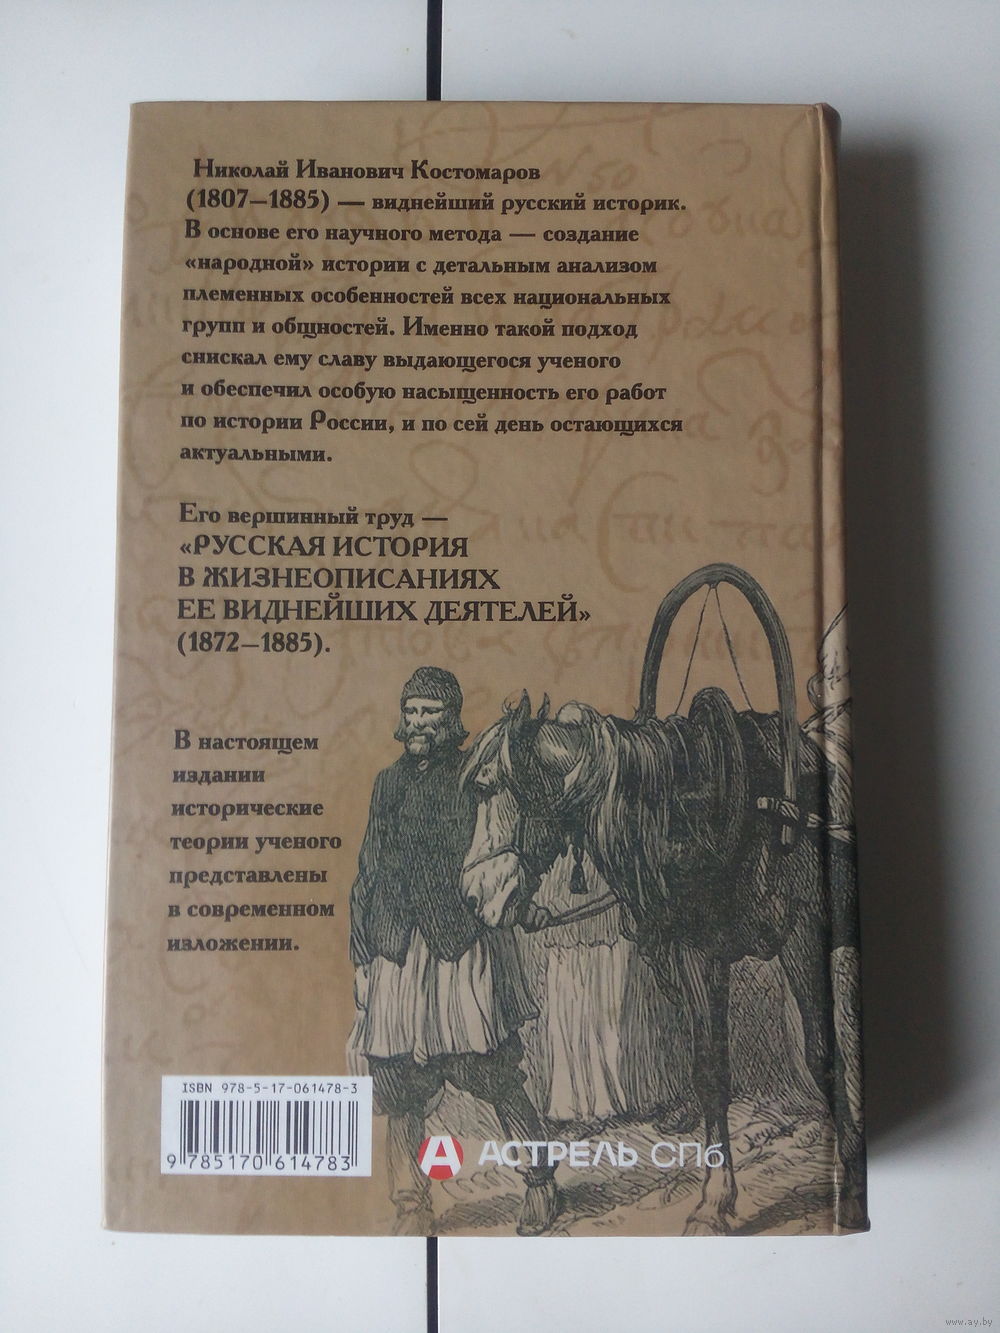 Николай Иванович Костомаров
(1807—1885) — виднейший русский историк.
В основе его научного метода — создание
«народной» истории с детальным анализом
племенных особенностей всех национальных
групп и общностей. Именно такой подход
снискал ему славу выдающегося ученого
и обеспечил особую насыщенность его работ
по истории России, и по сей день остающихся
актуальными.
Его вершинный труд —
«РУССКАЯ ИСТОРИЯ
В ЖИЗНЕОПИСАНИЯХ
ЕЕ ВИДНЕЙШИХ ДЕЯТЕЛЕЙ»
(1872—1885).
В настоящем
издании
исторические
теории ученого
представлены
в современном
изложении.
ISBN 978-5-17-061478-3
9 785170 614783
АСТРЕЛЬ СПб
www.ay.by